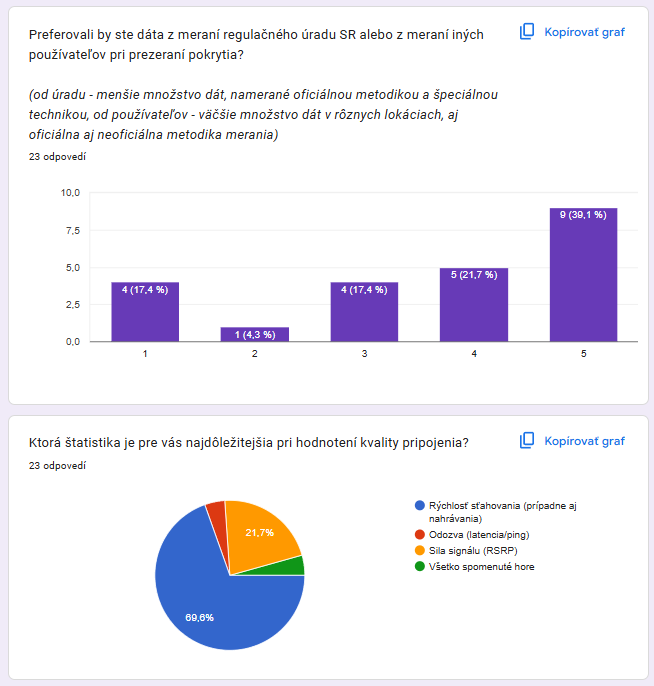 Preferovali by ste dáta z meraní regulačného úradu SR alebo z meraní iných
používateľov pri prezeraní pokrytia?
Kopírovať graf
(od úradu - menšie množstvo dát, namerané oficiálnou metodikou a špeciálnou
technikou, od používateľov - väčšie množstvo dát v rôznych lokáciach, aj
oficiálna aj neoficiálna metodika merania)
23 odpovedí
10,0
7,5
5,0
2,5
0,0
4 (17,4 %)
1 (4,3 %)
4 (17,4 %)
5 (21,7 %)
9 (39,1 %)
1
2
3
4
5
Ktorá štatistika je pre vás najdôležitejšia pri hodnotení kvality pripojenia?
Kopírovať graf
23 odpovedí
21,7%
69,6%
Rýchlosť sťahovania (prípadne aj
nahrávania)
Odozva (latencia/ping)
Sila signálu (RSRP)
Všetko spomenuté hore